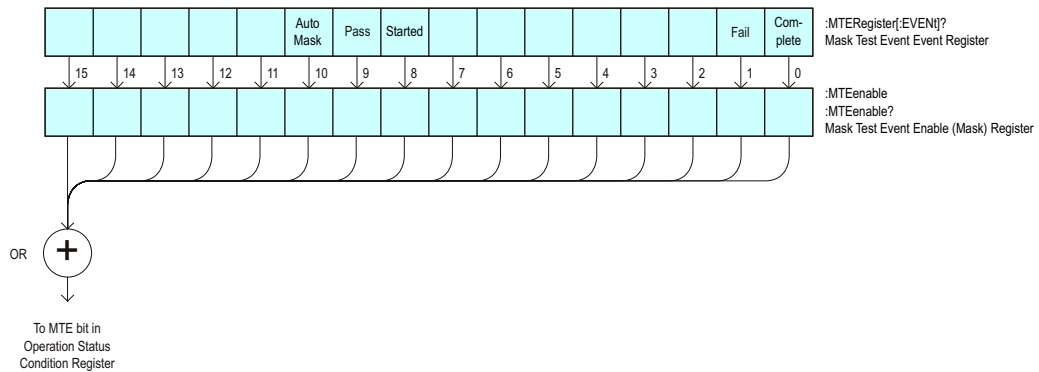 Auto
Mask
Pass
Started
Fail
Com-
plete
:MTERegister[:EVENt]?
Mask Test Event Event Register
15 14 13 12 11 10 9 8 7 6 5 4 3 2 1 0
:MTEenable
:MTEenable?
Mask Test Event Enable (Mask) Register
OR
+
To MTE bit in
Operation Status
Condition Register